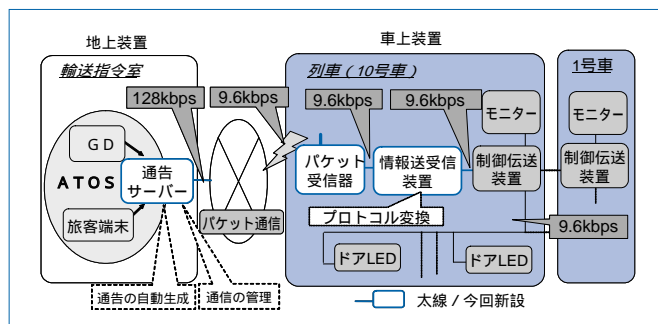 地上装置
車上装置
輸送指令室
列車（10号車）
1号車
128kbps
9.6kbps
9.6kbps
9.6kbps
モニター
モニター
GD
ATOS
通告
サーバー
旅客端末
パケット通信
パケット
受信器
情報送受信
装置
制御伝送
装置
制御伝送
装置
プロトコル変換
9.6kbps
ドアLED
ドアLED
通告の自動生成
通信の管理
太線/今回新設